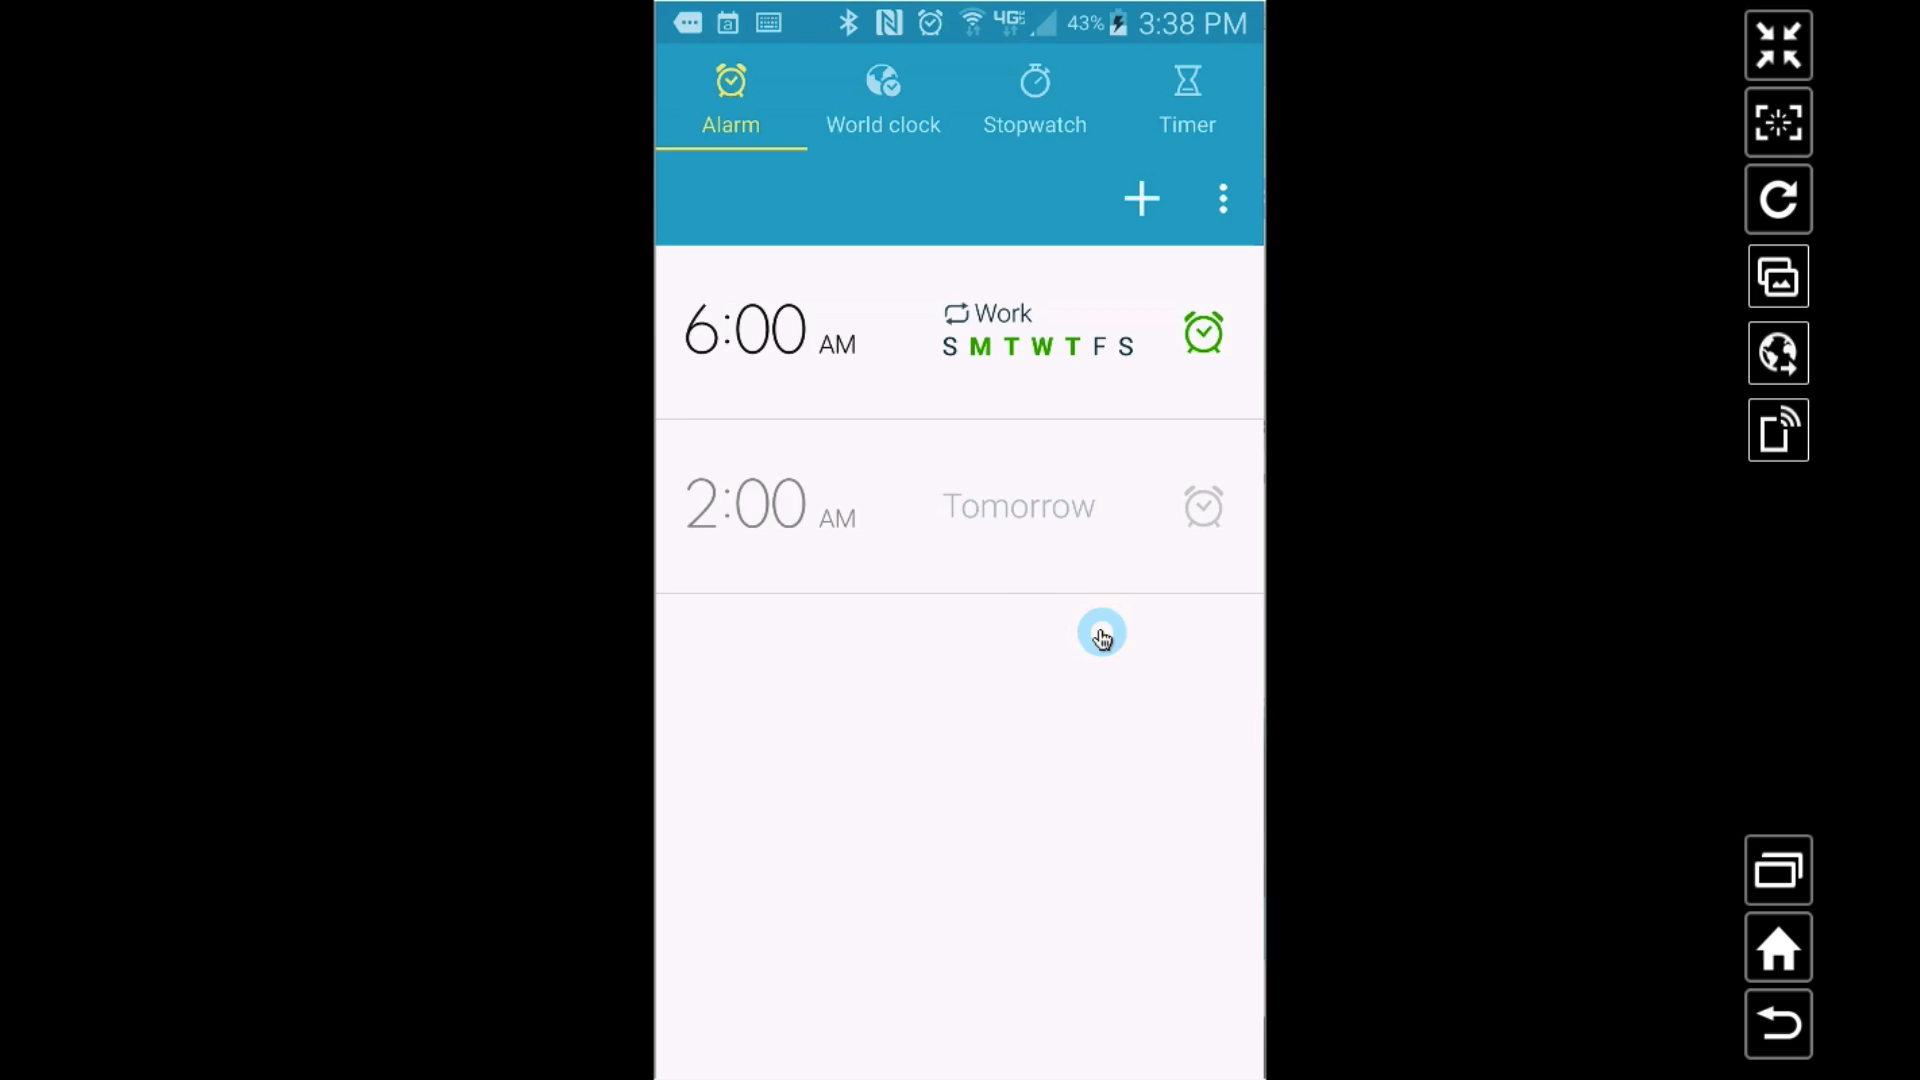 43% 3:38 PM
Alarm World clock Stopwatch Timer
6:00 AM Work
S M T W T F S
2:00 AM Tomorrow